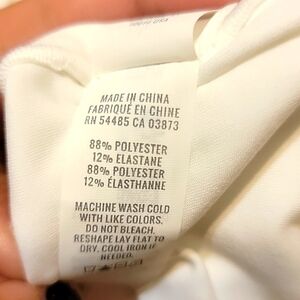 MADE IN CHINA
FABRIQUÉ EN CHINE
RN 54485 CA 03873
88% POLYESTER
12% ELASTANE
88% POLYESTER
12% ÉLASTHANNE
MACHINE WASH COLD
WITH LIKE COLORS.
DO NOT BLEACH.
RESHAPE LAY FLAT TO
DRY. COOL IRON IF
NEEDED.